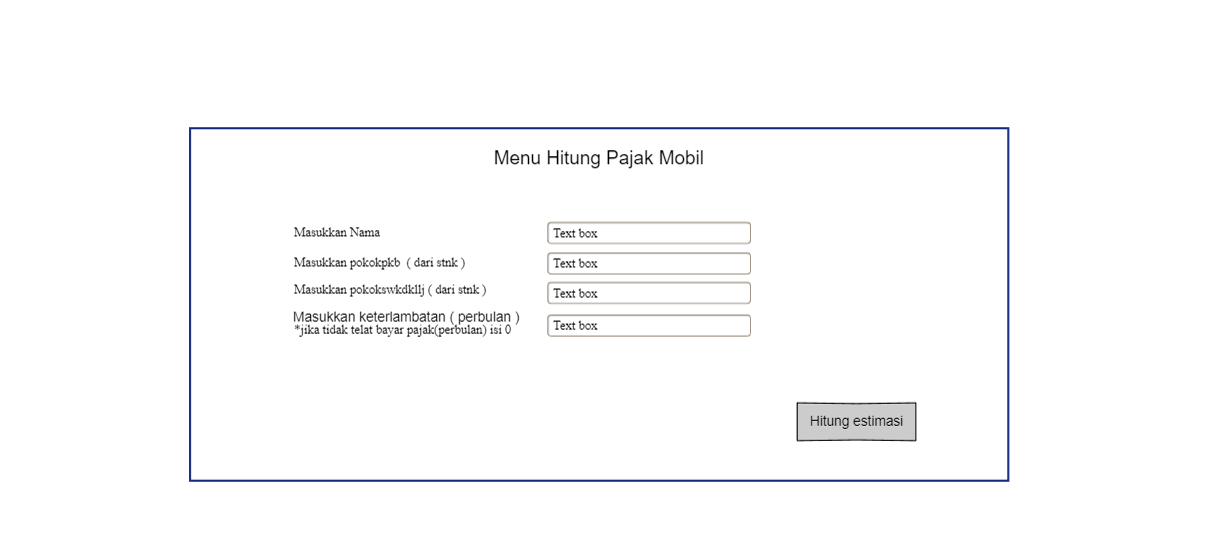 Menu Hitung Pajak Mobil
Masukkan Nama
Text box
Masukkan pokokpkb ( dari stnk )
Text box
Masukkan pokokswkdkllj ( dari stnk )
Text box
Masukkan keterlambatan ( perbulan )
*jika tidak telat bayar pajak(perbulan) isi 0
Text box
Hitung estimasi